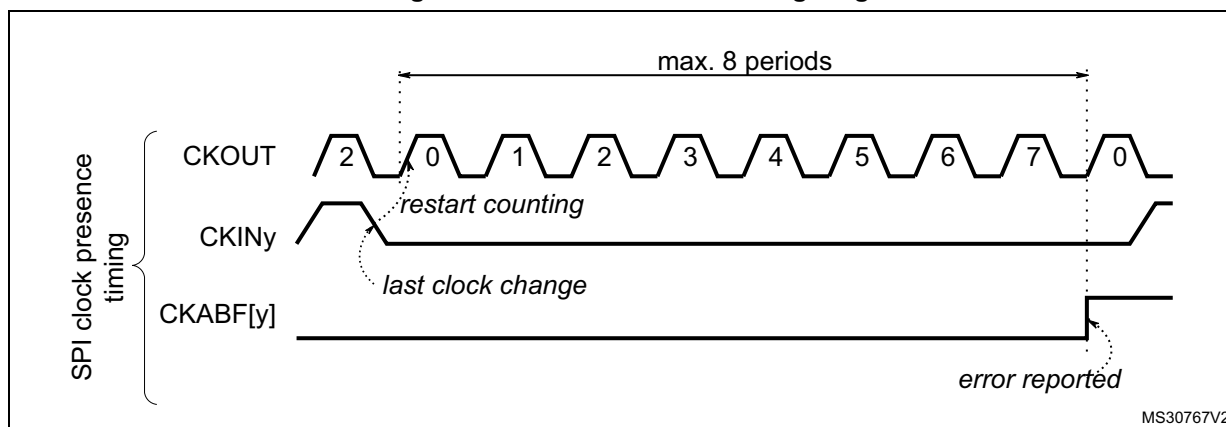 max. 8 periods
CKOUT
2 0 1 2 3 4 5 6 7 0
restart counting
CKINy
last clock change
CKABF[y]
error reported
SPI clock presence
timing
MS30767V2